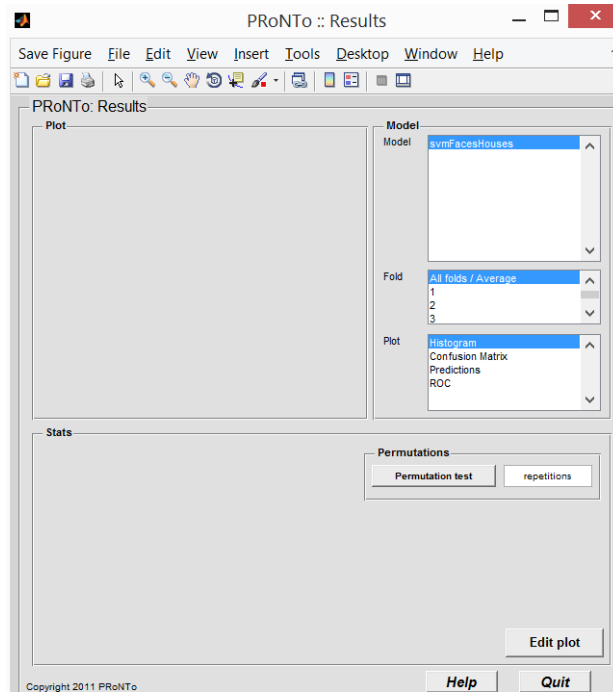 PRoNTo :: Results
Save Figure File Edit View Insert Tools Desktop Window Help
PRoNTo: Results
Plot
Model
Model
svmFacesHouses
Fold
All folds / Average
1
2
3
Plot
Histogram
Confusion Matrix
Predictions
ROC
Stats
Permutations
Permutation test
repetitions
Edit plot
Copyright 2011 PRoNTo
Help
Quit